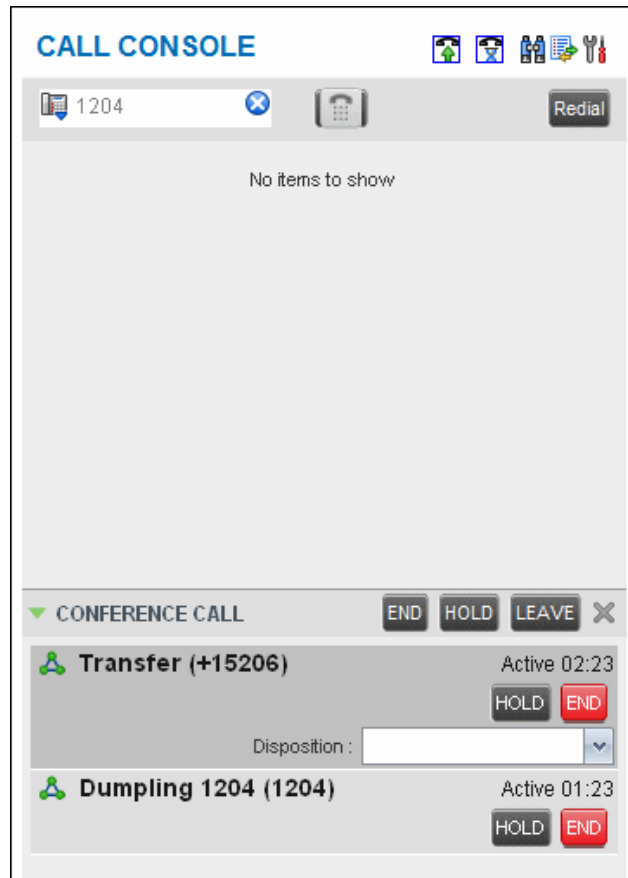 CALL CONSOLE
1204
Redial
No items to show
CONFERENCE CALL END HOLD LEAVE
Transfer (+15206) Active 02:23
HOLD END
Disposition :
Dumpling 1204 (1204) Active 01:23
HOLD END